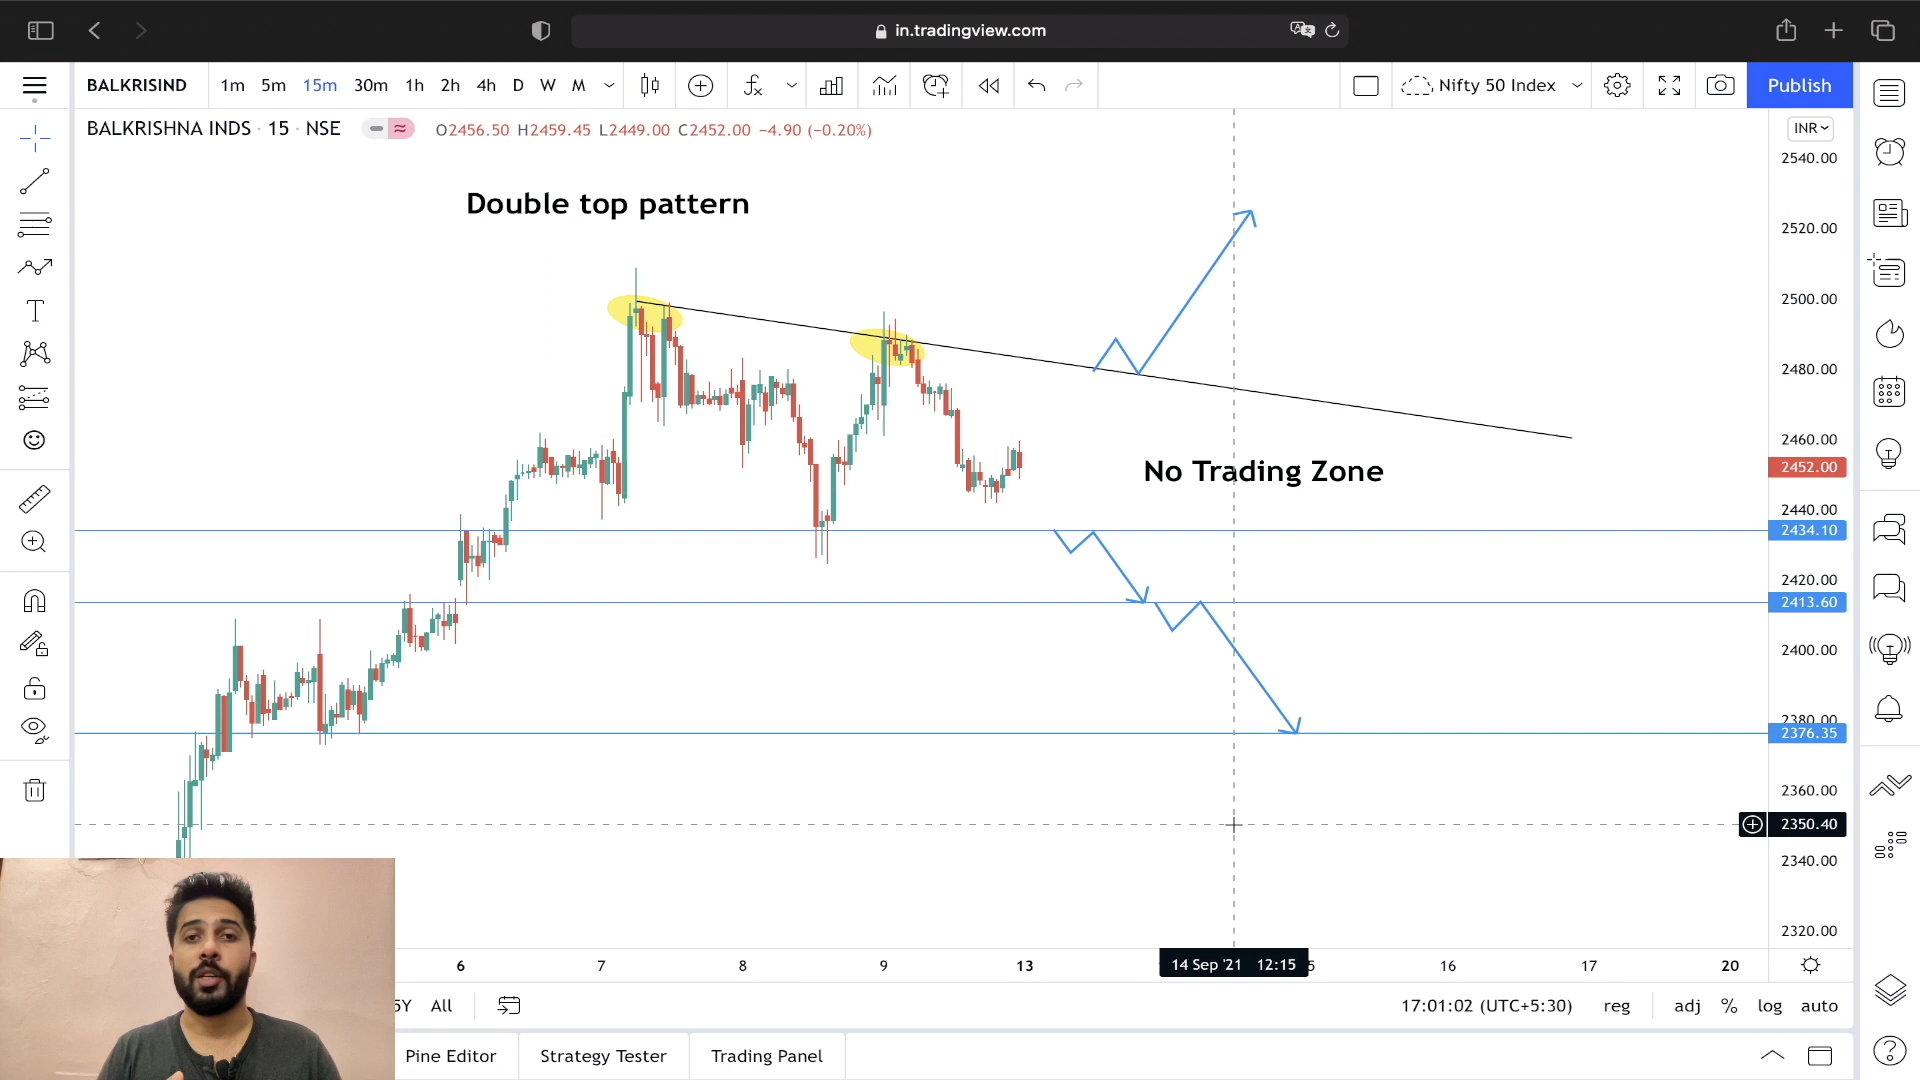 in.tradingview.com
BALKRISIND 1m 5m 15m 30m 1h 2h 4h D W M Nifty 50 Index Publish
BALKRISHNA INDS · 15 · NSE O2456.50 H2459.45 L2449.00 C2452.00 −4.90 (−0.20%)
INR
2540.00
Double top pattern
2520.00
2500.00
2480.00
2460.00
2452.00
No Trading Zone
2440.00
2434.10
2420.00
2413.60
2400.00
2380.00
2376.35
2360.00
2350.40
2340.00
2320.00
6 7 8 9 13 14 Sep '21 12:15 5 16 17 20
5Y All 17:01:02 (UTC+5:30) reg adj % log auto
Pine Editor Strategy Tester Trading Panel